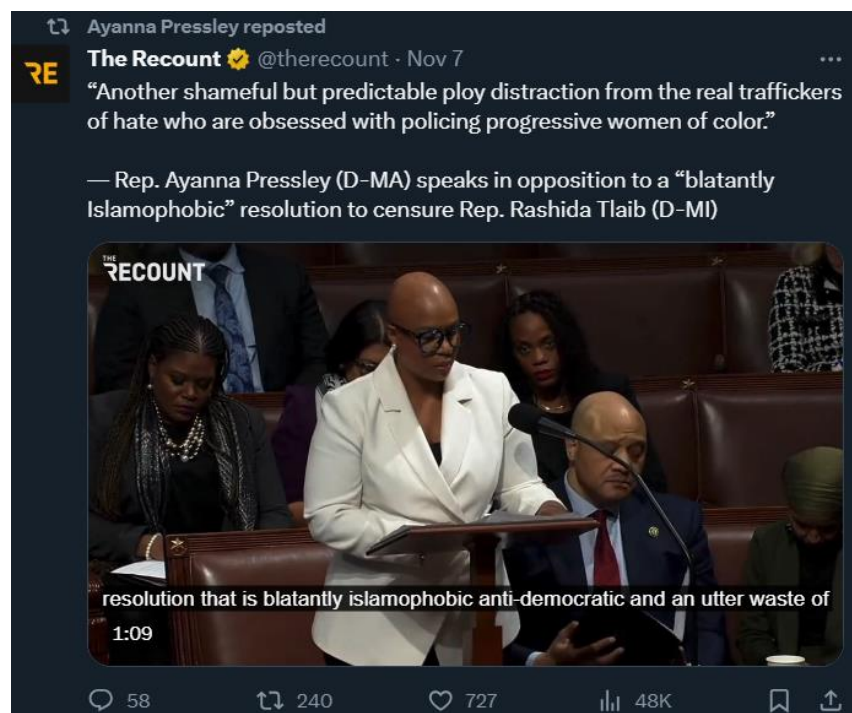 Ayanna Pressley reposted
RE
The Recount @therecount · Nov 7
“Another shameful but predictable ploy distraction from the real traffickers
of hate who are obsessed with policing progressive women of color.”
— Rep. Ayanna Pressley (D-MA) speaks in opposition to a “blatantly
Islamophobic” resolution to censure Rep. Rashida Tlaib (D-MI)
THE
RECOUNT
resolution that is blatantly islamophobic anti-democratic and an utter waste of
1:09
58 240 727 48K